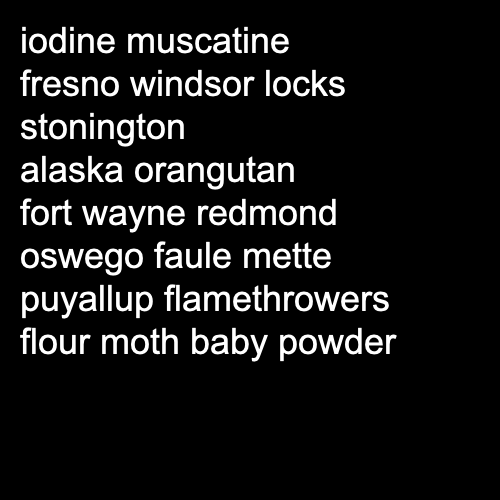 iodine muscatine
fresno windsor locks
stonington
alaska orangutan
fort wayne redmond
oswego faule mette
puyallup flamethrowers
flour moth baby powder